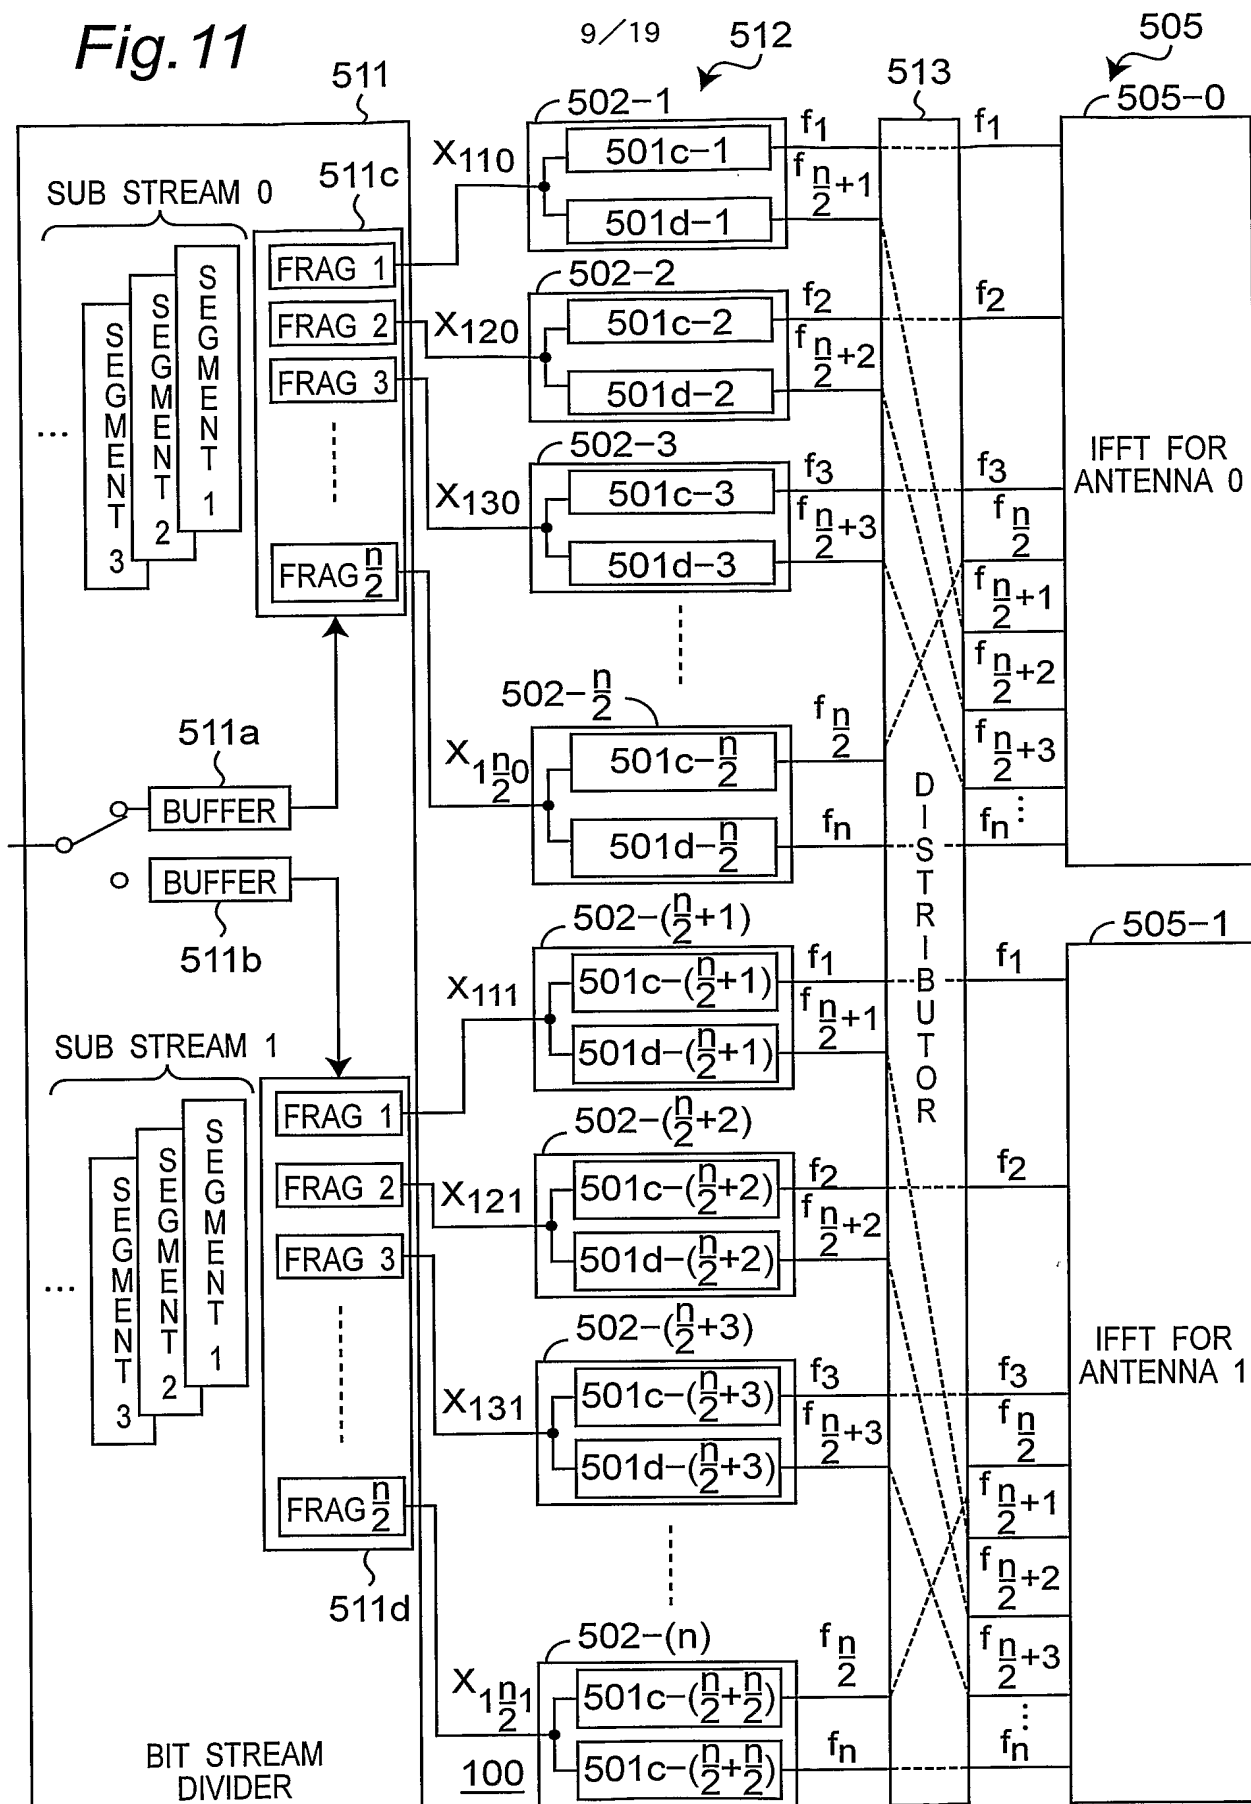 Fig.11
9/19
512
505
511
513
505-0
502-1
f1
f1
501c-1
X110
fn/2+1
501d-1
SUB STREAM 0
511c
SEGMENT 1
SEGMENT 2
SEGMENT 3
...
FRAG 1
FRAG 2
FRAG 3
FRAG n/2
502-2
X120
501c-2
f2
f2
501d-2
fn/2+2
502-3
X130
501c-3
f3
f3
501d-3
fn/2+3
fn/2
fn/2+1
fn/2+2
fn/2+3
⋮
fn
IFFT FOR
ANTENNA 0
502-n/2
X1n/20
501c-n/2
fn/2
501d-n/2
fn
511a
BUFFER
BUFFER
511b
DISTRIBUTOR
505-1
502-(n/2+1)
X111
501c-(n/2+1)
f1
f1
501d-(n/2+1)
fn/2+1
SUB STREAM 1
SEGMENT 1
SEGMENT 2
SEGMENT 3
...
FRAG 1
FRAG 2
FRAG 3
FRAG n/2
511d
502-(n/2+2)
X121
501c-(n/2+2)
f2
f2
501d-(n/2+2)
fn/2+2
502-(n/2+3)
X131
501c-(n/2+3)
f3
f3
501d-(n/2+3)
fn/2+3
fn/2
fn/2+1
fn/2+2
fn/2+3
⋮
fn
IFFT FOR
ANTENNA 1
502-(n)
X1n/21
501c-(n/2+n/2)
fn/2
501c-(n/2+n/2)
fn
BIT STREAM
DIVIDER
100